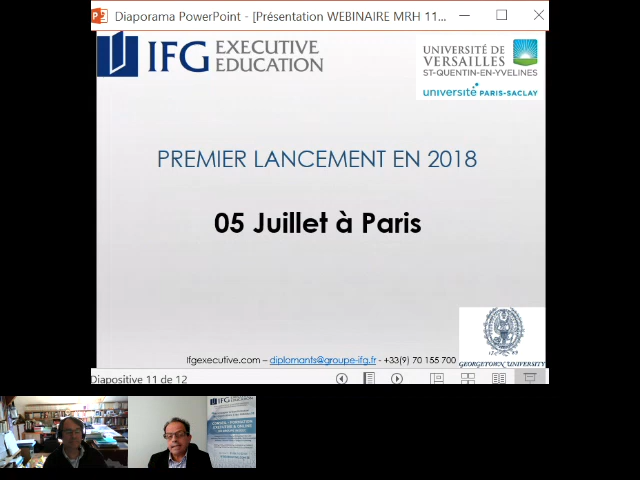 Diaporama PowerPoint - [Présentation WEBINAIRE MRH 11...
IFG EXECUTIVE
EDUCATION
UNIVERSITÉ DE
VERSAILLES
ST-QUENTIN-EN-YVELINES
université PARIS-SACLAY
PREMIER LANCEMENT EN 2018
05 Juillet à Paris
Ifgexecutive.com – diplomants@groupe-ifg.fr - +33(9) 70 155 700
GEORGETOWN UNIVERSITY
Diapositive 11 de 12
IFG EXECUTIVE